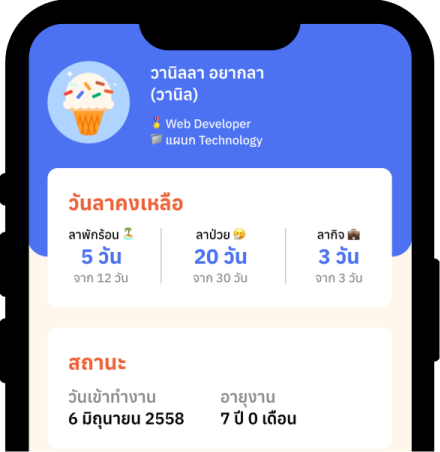 วานิลลา อยากลา
(วานิล)
🏅 Web Developer
📁 แผนก Technology
วันลาคงเหลือ
ลาพักร้อน 🏝️ ลาป่วย 🤧 ลากิจ 💼
5 วัน 20 วัน 3 วัน
จาก 12 วัน จาก 30 วัน จาก 3 วัน
สถานะ
วันเข้าทำงาน อายุงาน
6 มิถุนายน 2558 7 ปี 0 เดือน